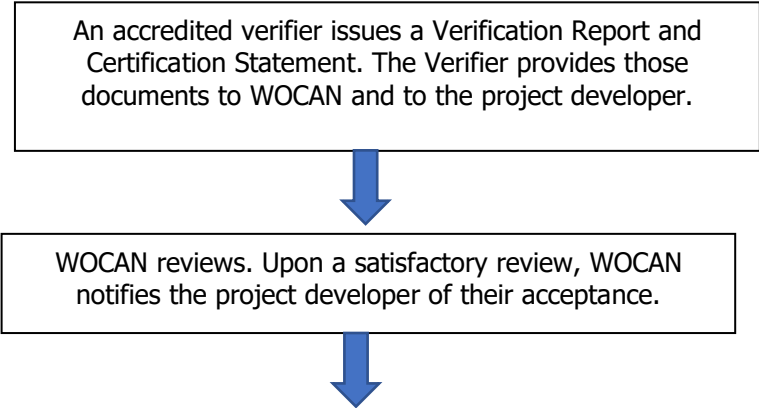 An accredited verifier issues a Verification Report and
Certification Statement. The Verifier provides those
documents to WOCAN and to the project developer.
WOCAN reviews. Upon a satisfactory review, WOCAN
notifies the project developer of their acceptance.